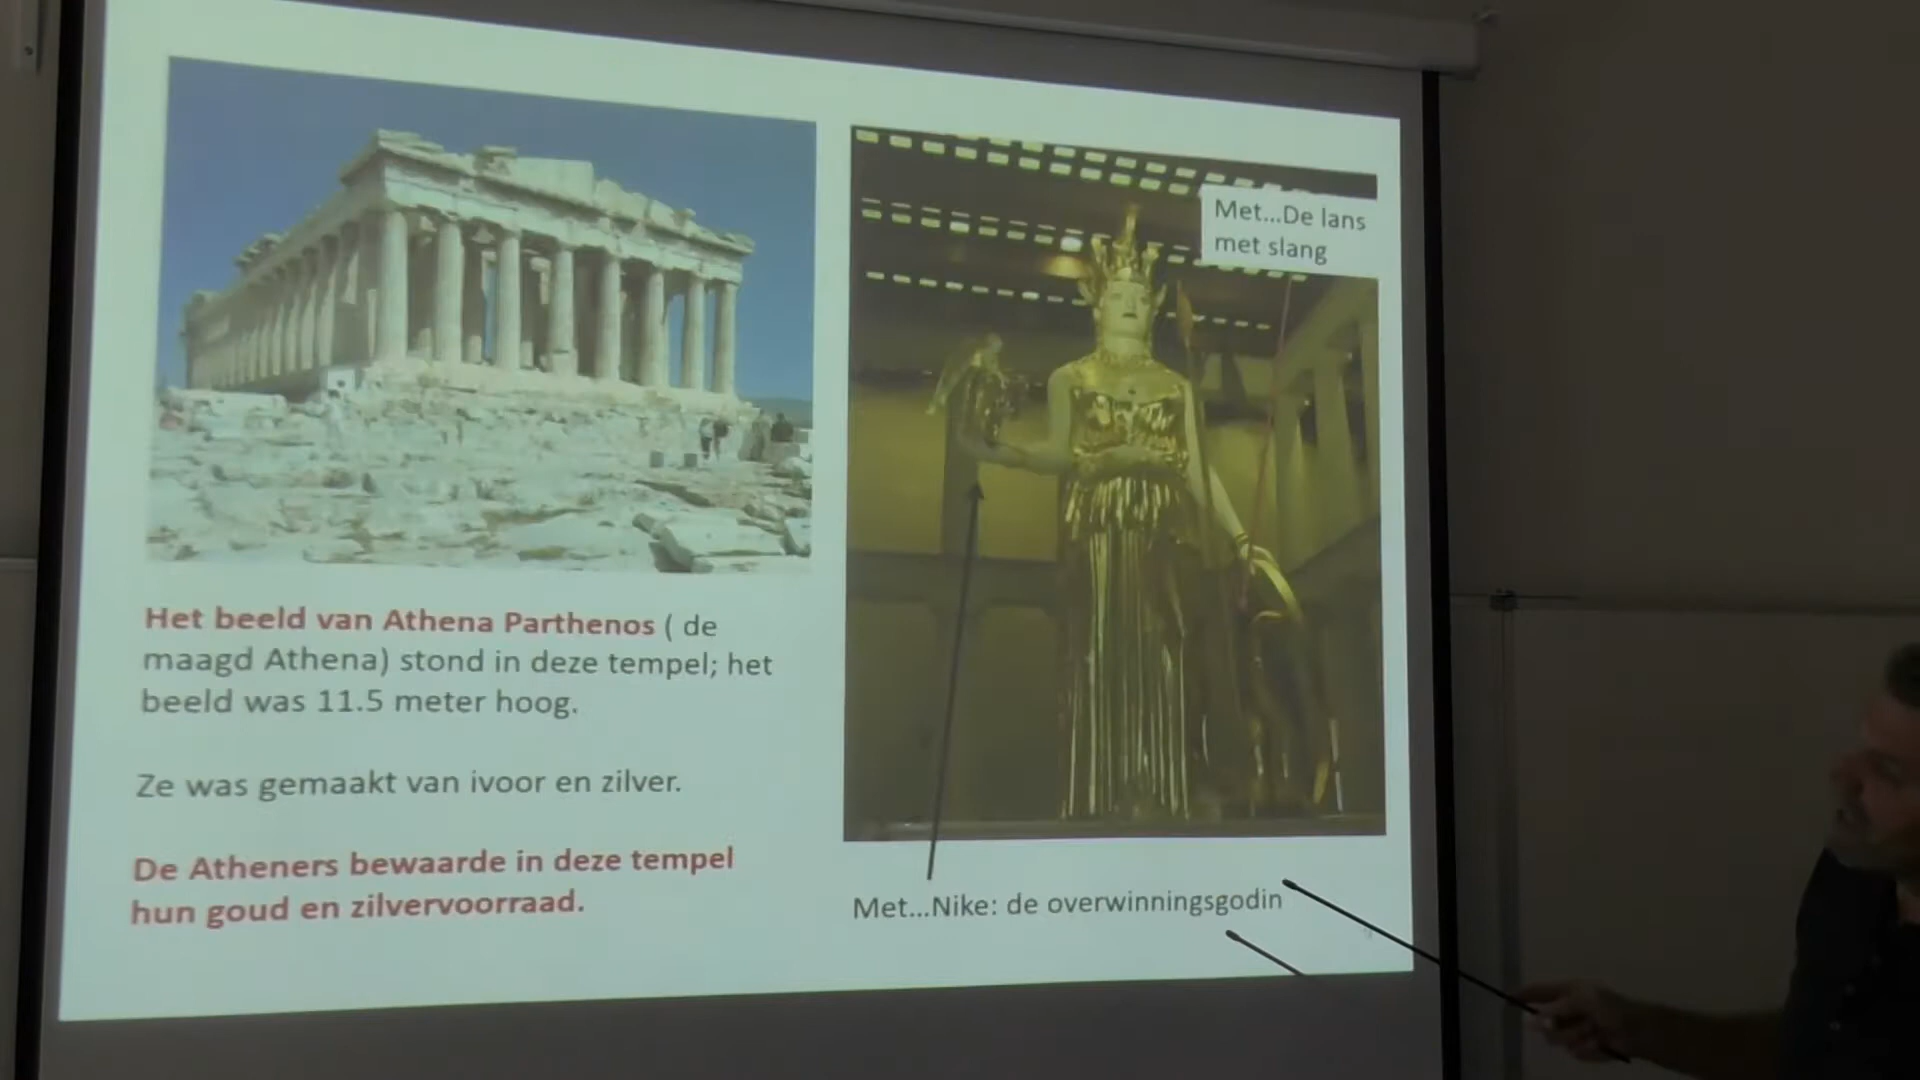 Met...De lans
met slang
Het beeld van Athena Parthenos ( de
maagd Athena) stond in deze tempel; het
beeld was 11.5 meter hoog.
Ze was gemaakt van ivoor en zilver.
De Atheners bewaarde in deze tempel
hun goud en zilvervoorraad.
Met...Nike: de overwinningsgodin